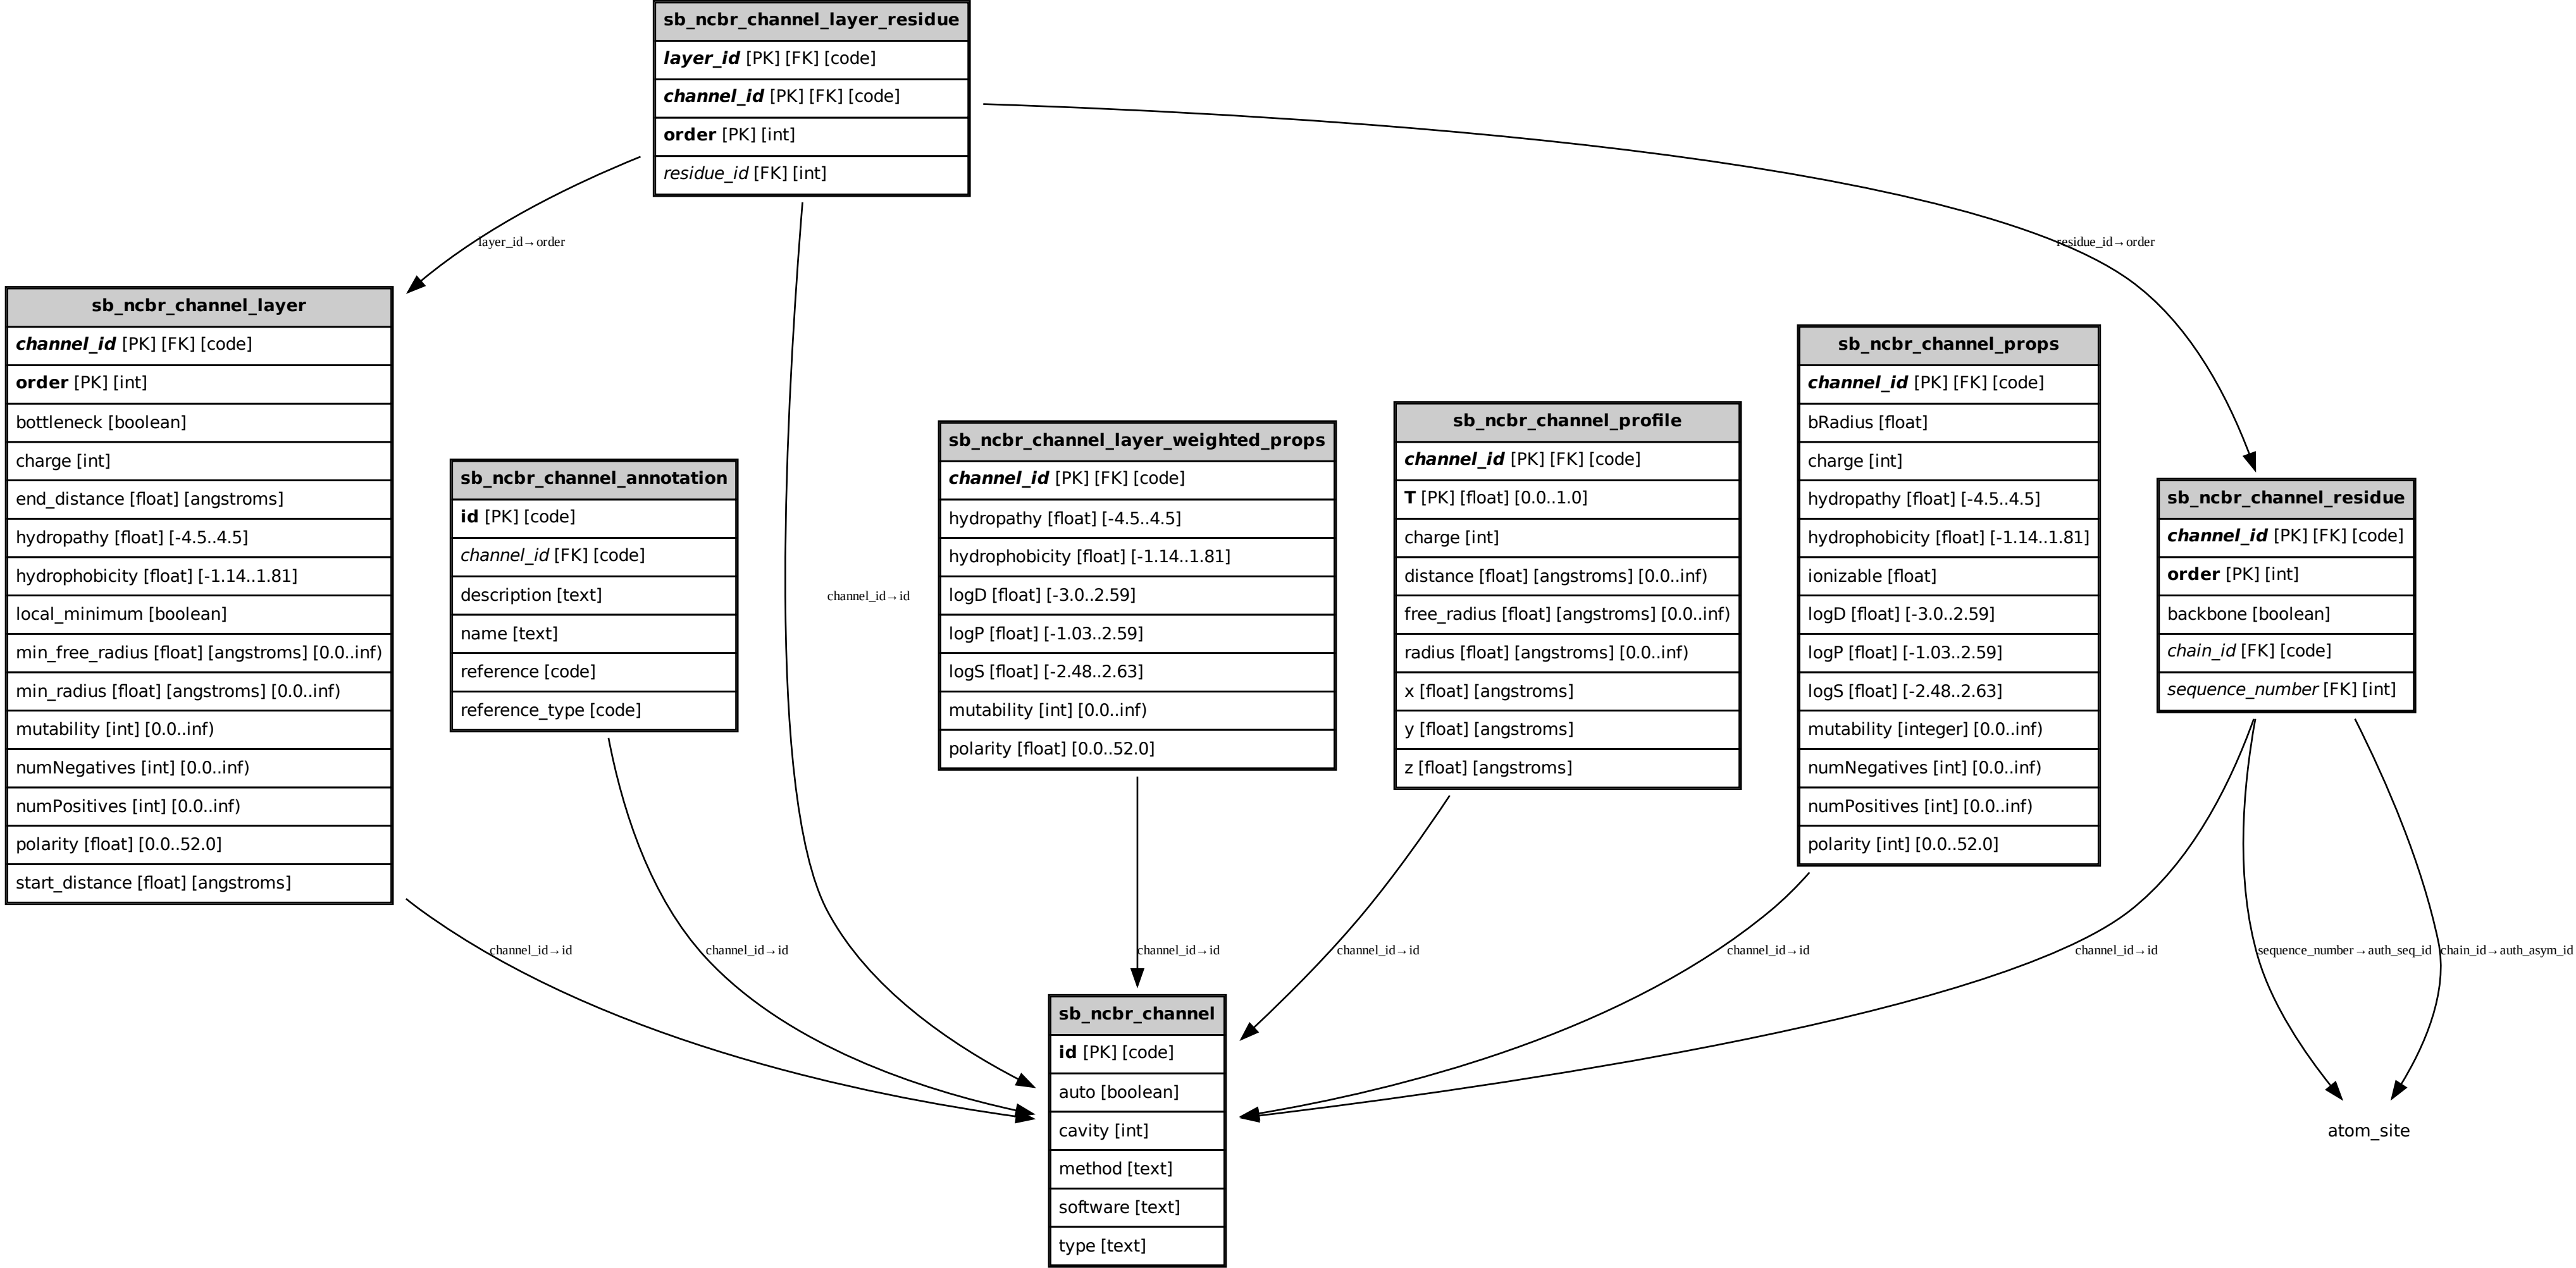 sb_ncbr_channel_layer_residue
layer_id [PK] [FK] [code]
channel_id [PK] [FK] [code]
order [PK] [int]
residue_id [FK] [int]
layer_id→order
residue_id→order
sb_ncbr_channel_layer
channel_id [PK] [FK] [code]
order [PK] [int]
bottleneck [boolean]
charge [int]
end_distance [float] [angstroms]
hydropathy [float] [-4.5..4.5]
hydrophobicity [float] [-1.14..1.81]
local_minimum [boolean]
min_free_radius [float] [angstroms] [0.0..inf)
min_radius [float] [angstroms] [0.0..inf)
mutability [int] [0.0..inf)
numNegatives [int] [0.0..inf)
numPositives [int] [0.0..inf)
polarity [float] [0.0..52.0]
start_distance [float] [angstroms]
sb_ncbr_channel_annotation
id [PK] [code]
channel_id [FK] [code]
description [text]
name [text]
reference [code]
reference_type [code]
channel_id→id
sb_ncbr_channel_layer_weighted_props
channel_id [PK] [FK] [code]
hydropathy [float] [-4.5..4.5]
hydrophobicity [float] [-1.14..1.81]
logD [float] [-3.0..2.59]
logP [float] [-1.03..2.59]
logS [float] [-2.48..2.63]
mutability [int] [0.0..inf)
polarity [float] [0.0..52.0]
sb_ncbr_channel_profile
channel_id [PK] [FK] [code]
T [PK] [float] [0.0..1.0]
charge [int]
distance [float] [angstroms] [0.0..inf)
free_radius [float] [angstroms] [0.0..inf)
radius [float] [angstroms] [0.0..inf)
x [float] [angstroms]
y [float] [angstroms]
z [float] [angstroms]
sb_ncbr_channel_props
channel_id [PK] [FK] [code]
bRadius [float]
charge [int]
hydropathy [float] [-4.5..4.5]
hydrophobicity [float] [-1.14..1.81]
ionizable [float]
logD [float] [-3.0..2.59]
logP [float] [-1.03..2.59]
logS [float] [-2.48..2.63]
mutability [integer] [0.0..inf)
numNegatives [int] [0.0..inf)
numPositives [int] [0.0..inf)
polarity [int] [0.0..52.0]
sb_ncbr_channel_residue
channel_id [PK] [FK] [code]
order [PK] [int]
backbone [boolean]
chain_id [FK] [code]
sequence_number [FK] [int]
channel_id→id
channel_id→id
channel_id→id
channel_id→id
channel_id→id
channel_id→id
sequence_number→auth_seq_id
chain_id→auth_asym_id
sb_ncbr_channel
id [PK] [code]
auto [boolean]
cavity [int]
method [text]
software [text]
type [text]
atom_site